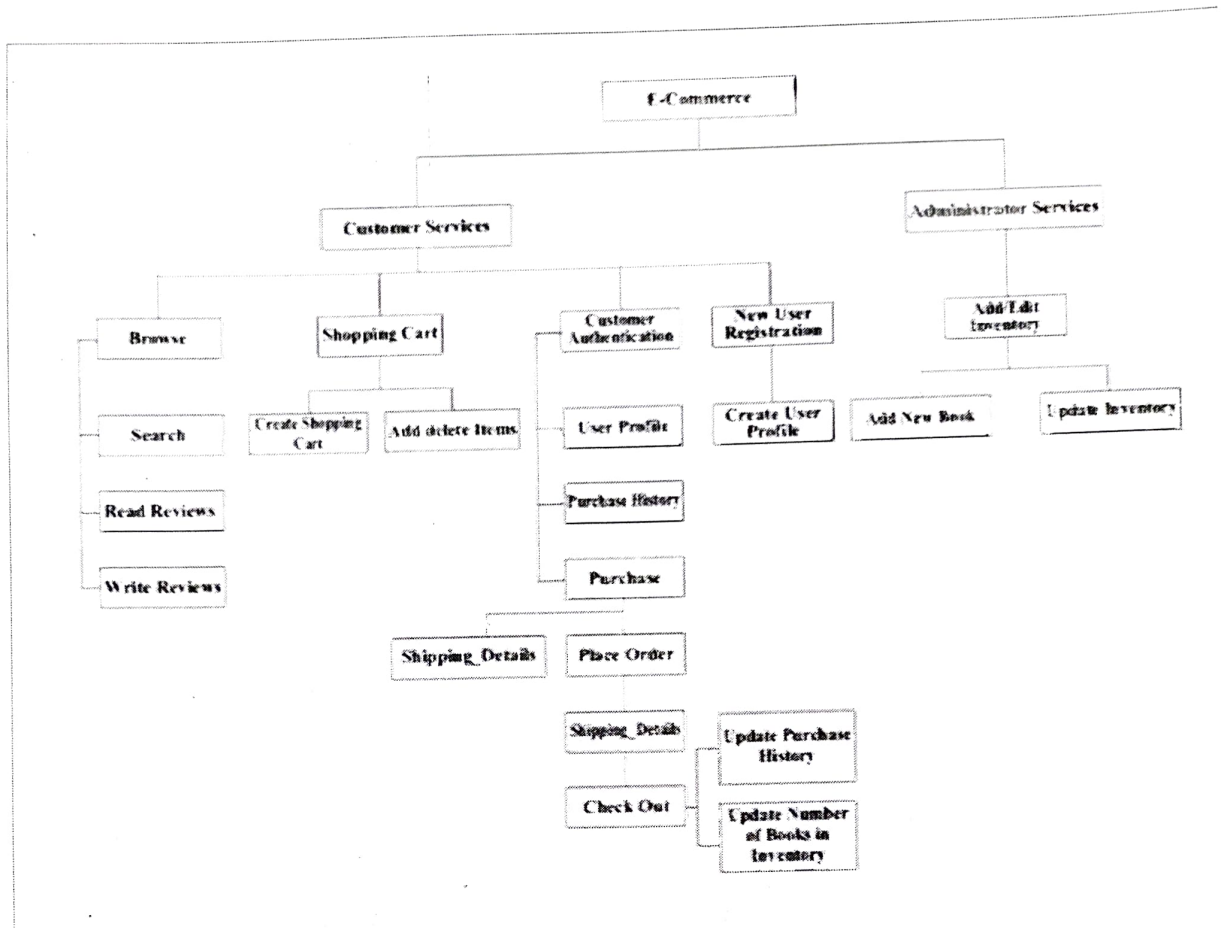 E-Commerce
Customer Services
Administrator Services
Browse
Shopping Cart
Customer
Authentication
New User
Registration
Add/Edit
Inventory
Search
Create Shopping
Cart
Add delete Items
User Profile
Create User
Profile
Add New Book
Update Inventory
Read Reviews
Purchase History
Write Reviews
Purchase
Shipping_Details
Place Order
Shipping_Details
Update Purchase
History
Check Out
Update Number
of Books in
Inventory